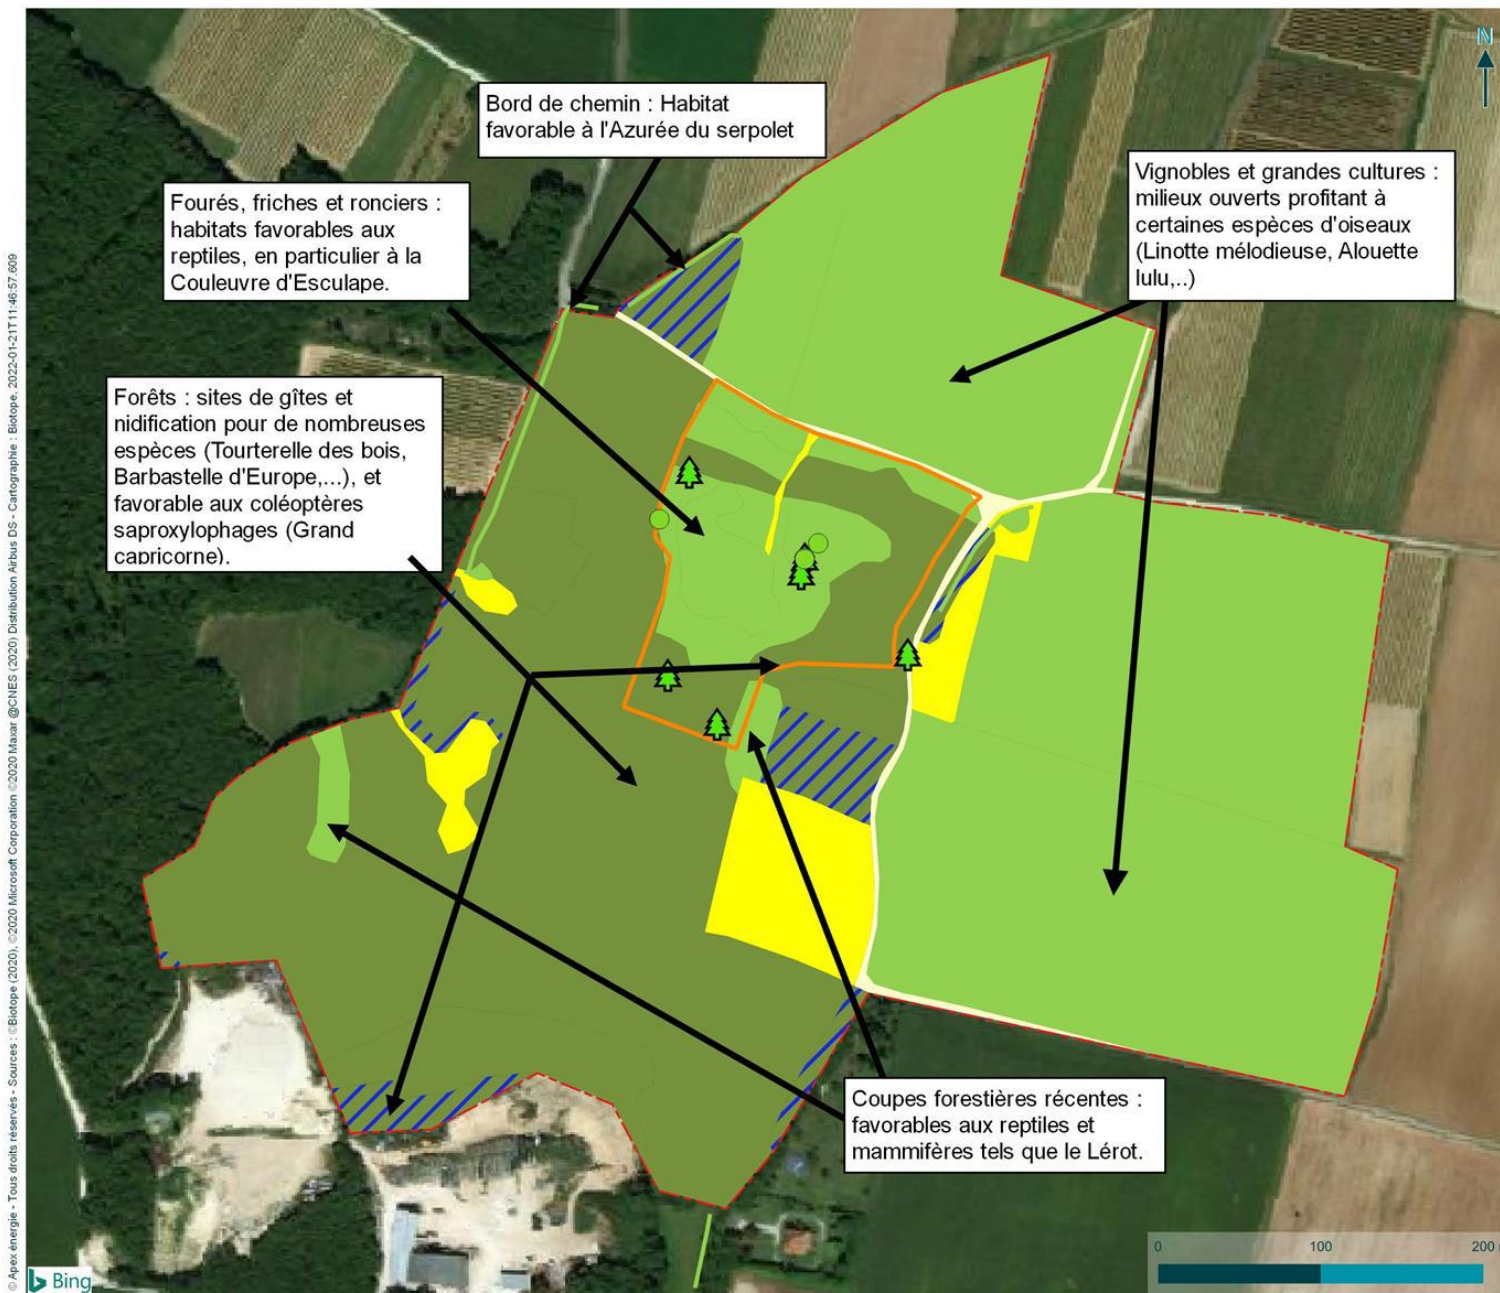 N
Bord de chemin : Habitat
favorable à l'Azurée du serpolet
Vignobles et grandes cultures :
milieux ouverts profitant à
certaines espèces d'oiseaux
(Linotte mélodieuse, Alouette
lulu,..)
Fourés, friches et ronciers :
habitats favorables aux
reptiles, en particulier à la
Couleuvre d'Esculape.
Forêts : sites de gîtes et
nidification pour de nombreuses
espèces (Tourterelle des bois,
Barbastelle d'Europe,...), et
favorable aux coléoptères
saproxylophages (Grand
capricorne).
Coupes forestières récentes :
favorables aux reptiles et
mammifères tels que le Lérot.
0 100 200
Bing
© Apex énergie - Tous droits réservés - Sources : ©Biotope (2020), ©2020 Microsoft Corporation ©2020 Maxar ©CNES (2020) Distribution Airbus DS - Cartographie : Biotope, 2022-01-21T11:46:57.609